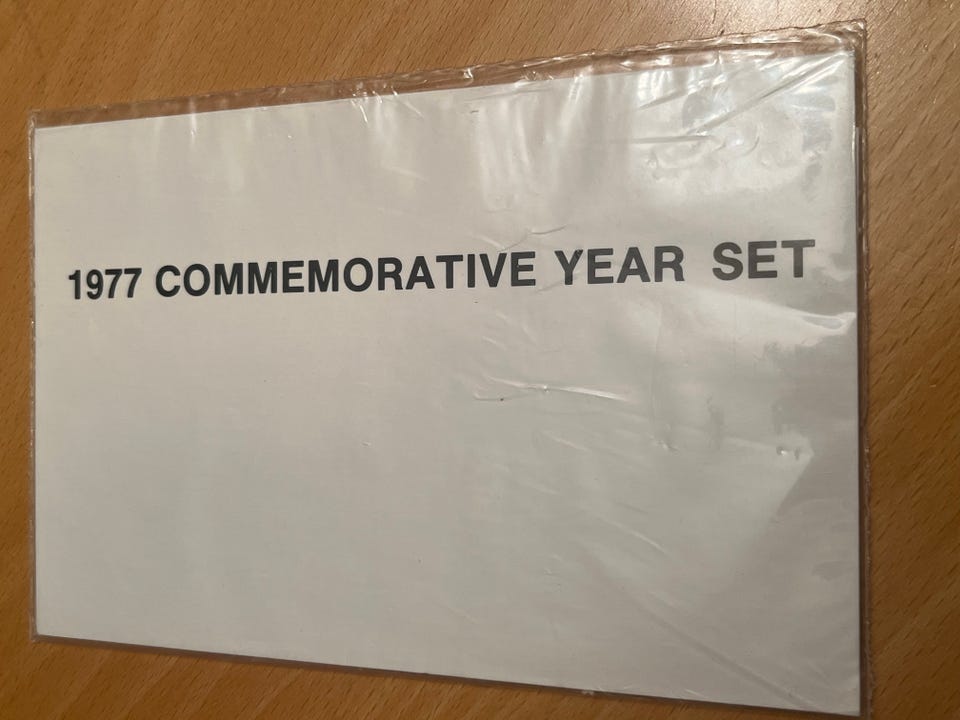 1977 COMMEMORATIVE YEAR SET